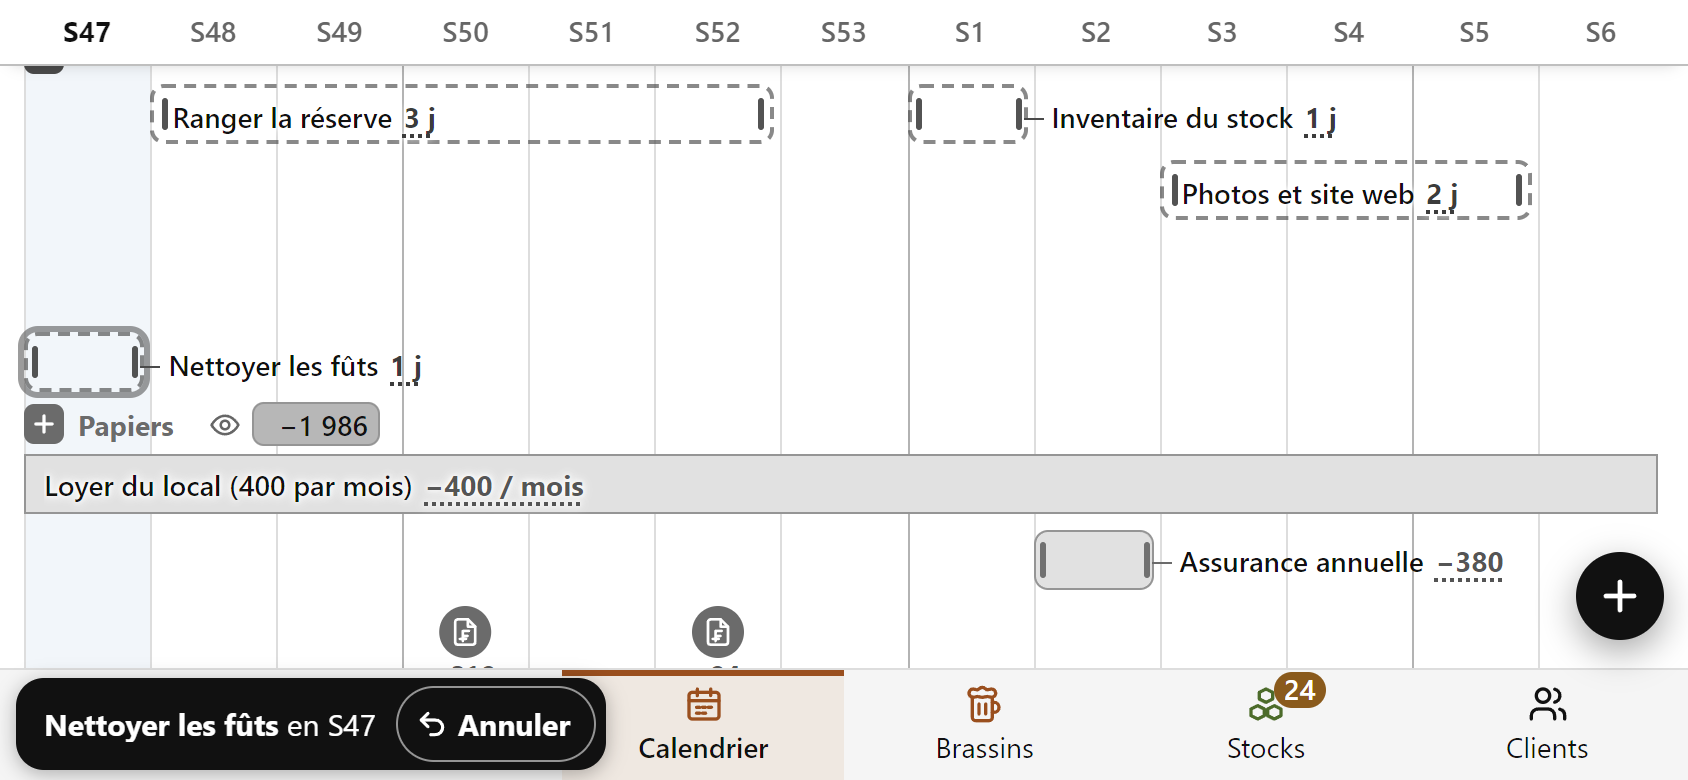 S47 S48 S49 S50 S51 S52 S53 S1 S2 S3 S4 S5 S6
Ranger la réserve 3 j
Inventaire du stock 1 j
Photos et site web 2 j
Nettoyer les fûts 1 j
Papiers −1 986
Loyer du local (400 par mois) −400 / mois
Assurance annuelle −380
Nettoyer les fûts en S47 Annuler
Calendrier
Brassins
24
Stocks
Clients